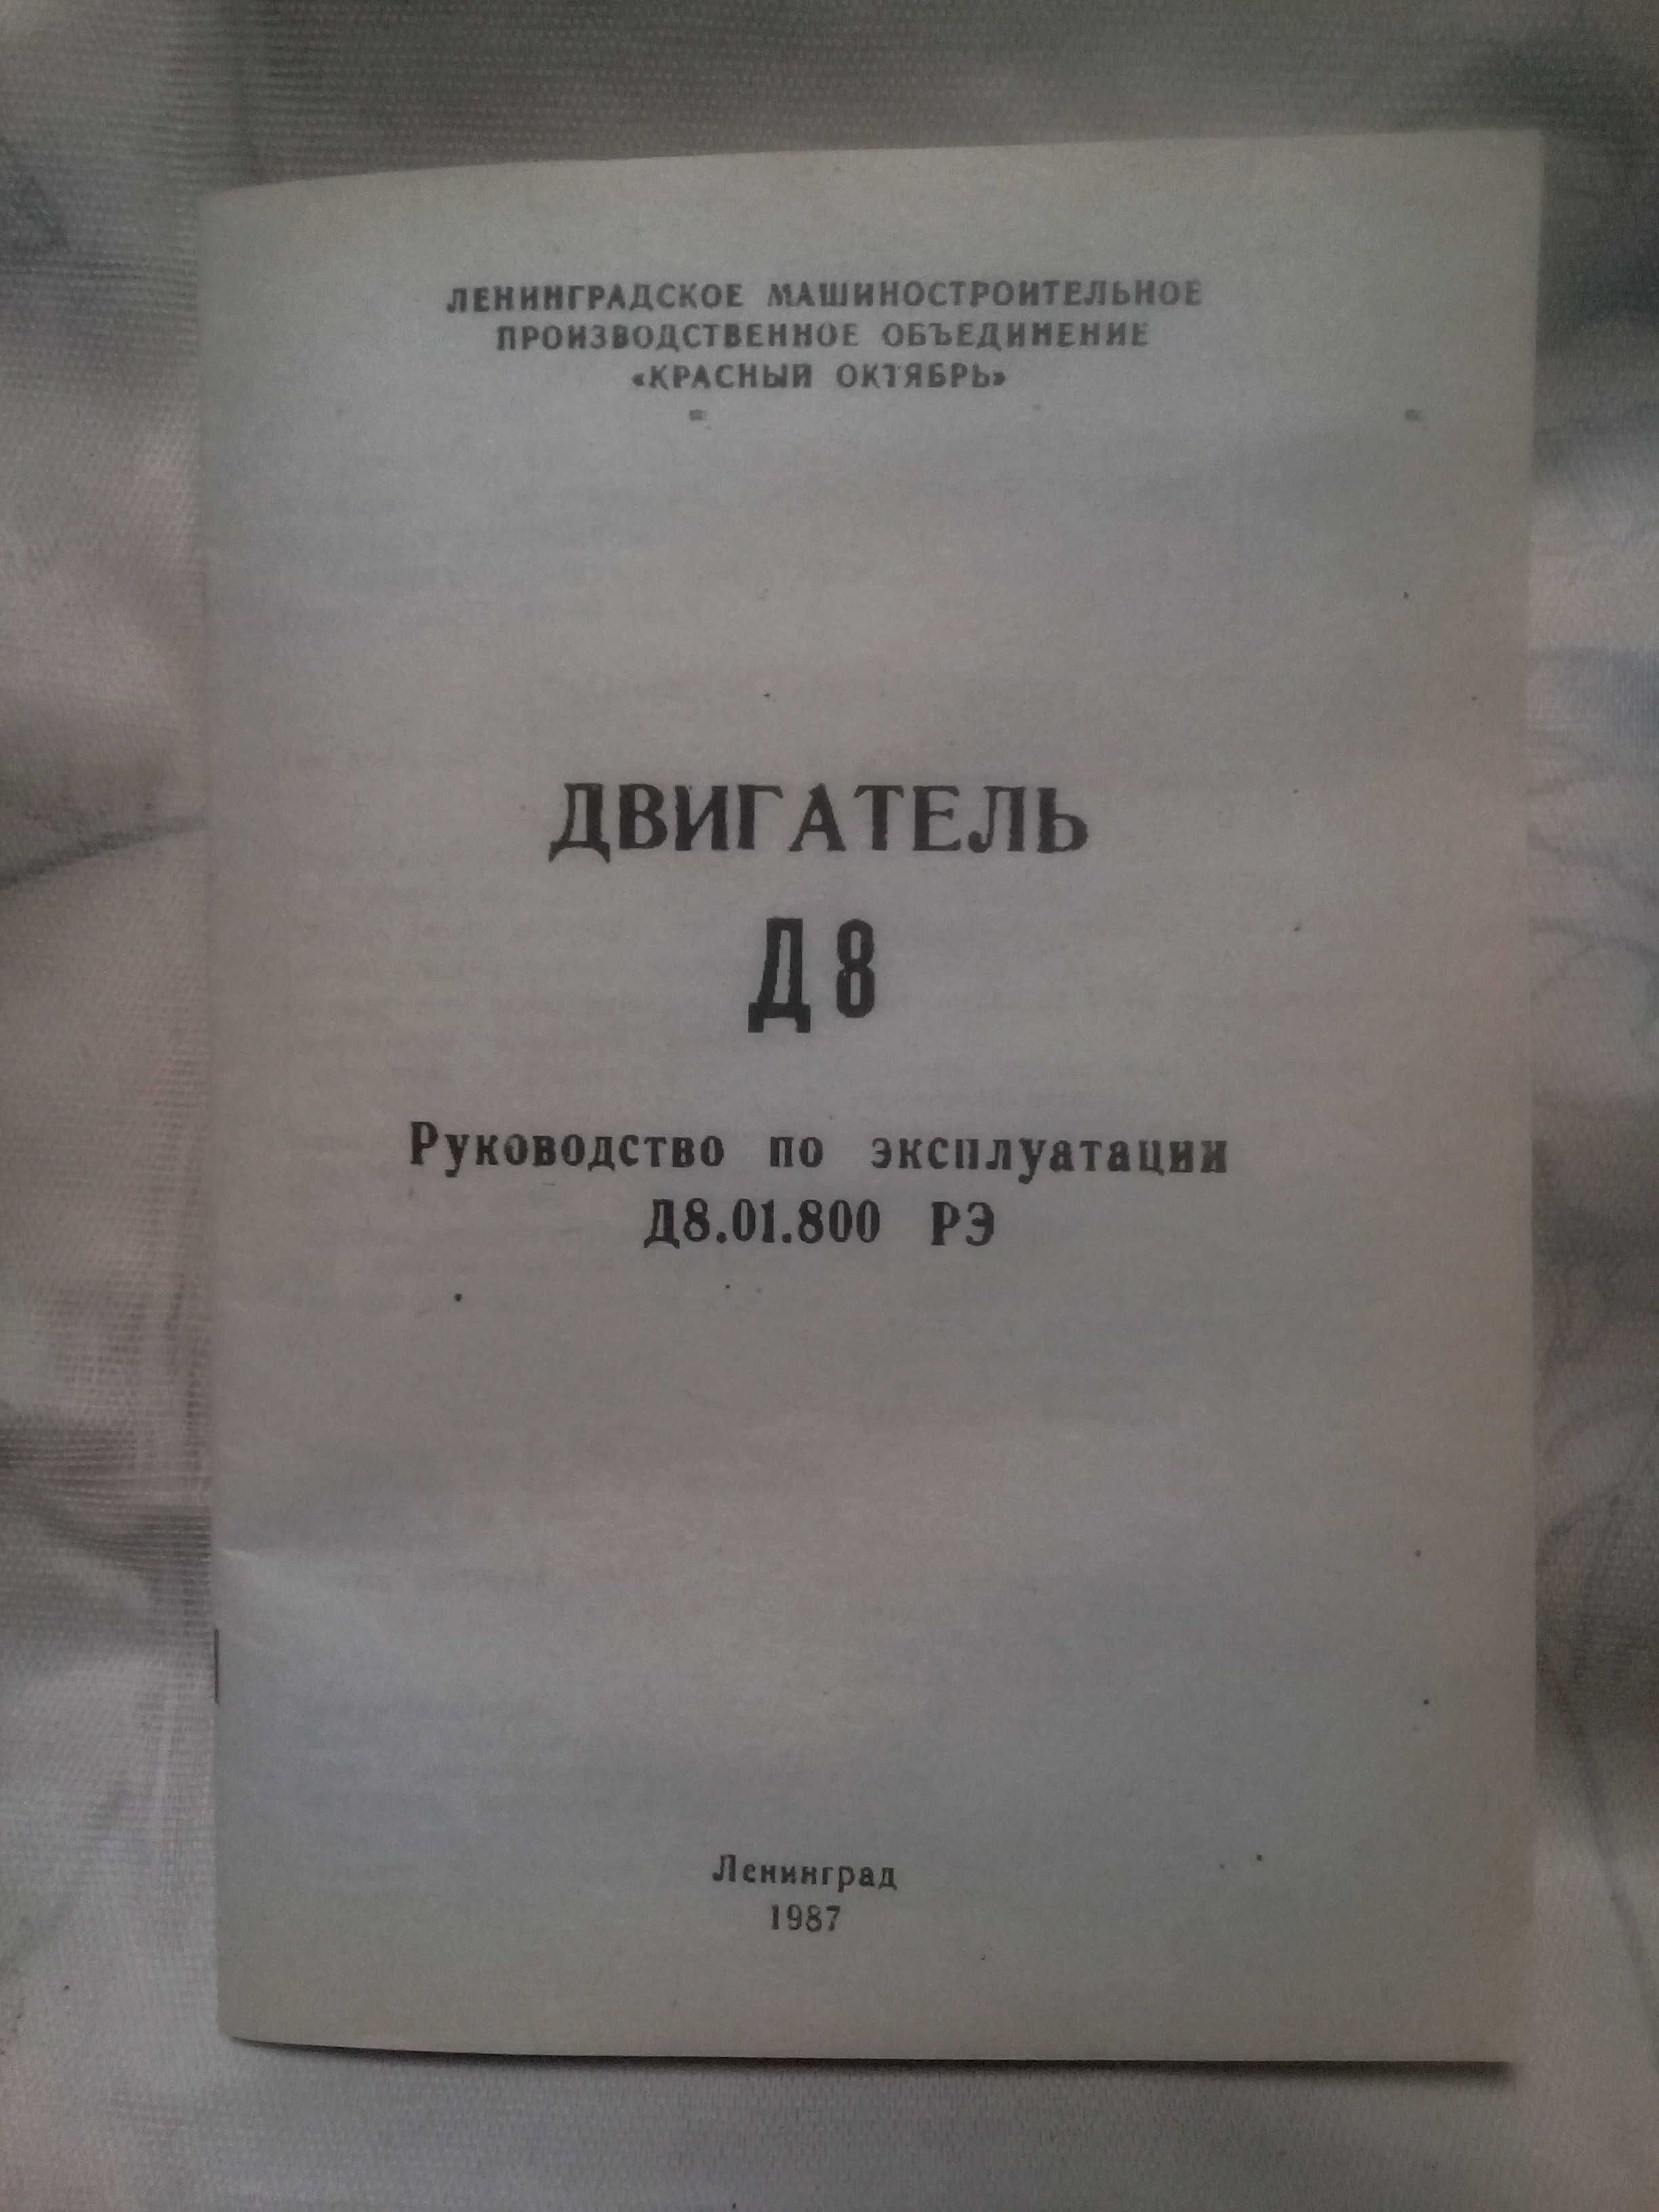 ЛЕНИНГРАДСКОЕ МАШИНОСТРОИТЕЛЬНОЕ
ПРОИЗВОДСТВЕННОЕ ОБЪЕДИНЕНИЕ
«КРАСНЫЙ ОКТЯБРЬ»
ДВИГАТЕЛЬ
Д8
Руководство по эксплуатации
Д8.01.800 РЭ
Ленинград
1987